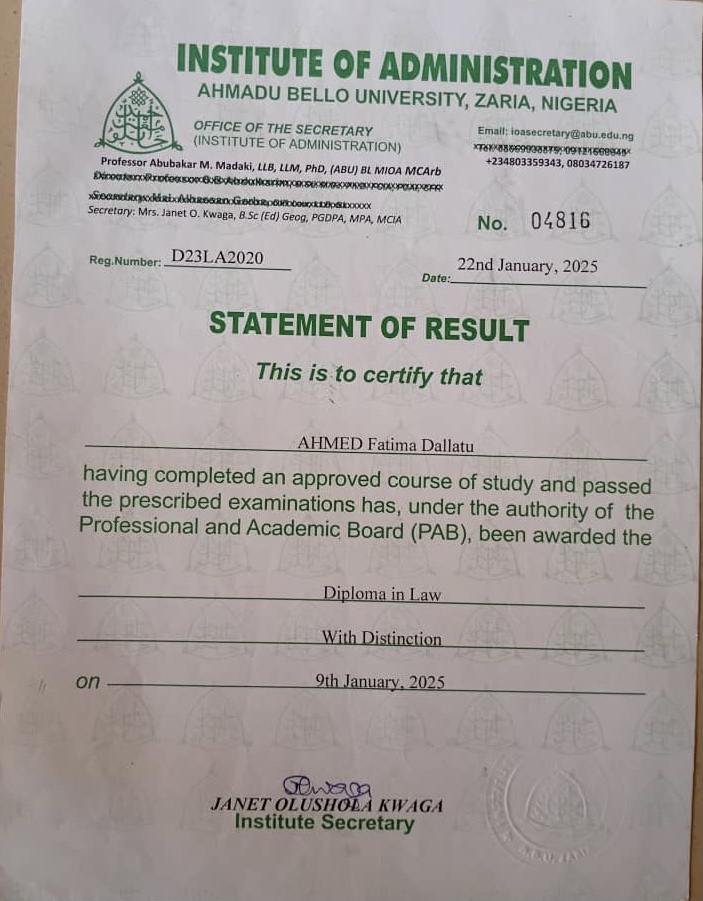 INSTITUTE OF ADMINISTRATION
AHMADU BELLO UNIVERSITY, ZARIA, NIGERIA
OFFICE OF THE SECRETARY
(INSTITUTE OF ADMINISTRATION)
Email: ioasecretary@abu.edu.ng
+234803359343, 08034726187
Professor Abubakar M. Madaki, LLB, LLM, PhD, (ABU) BL MIOA MCArb
Secretary: Mrs. Janet O. Kwaga, B.Sc (Ed) Geog, PGDPA, MPA, MCIA
No. 04816
Reg.Number: D23LA2020
Date: 22nd January, 2025
STATEMENT OF RESULT
This is to certify that
AHMED Fatima Dallatu
having completed an approved course of study and passed
the prescribed examinations has, under the authority of the
Professional and Academic Board (PAB), been awarded the
Diploma in Law
With Distinction
on 9th January, 2025
JANET OLUSHOLA KWAGA
Institute Secretary